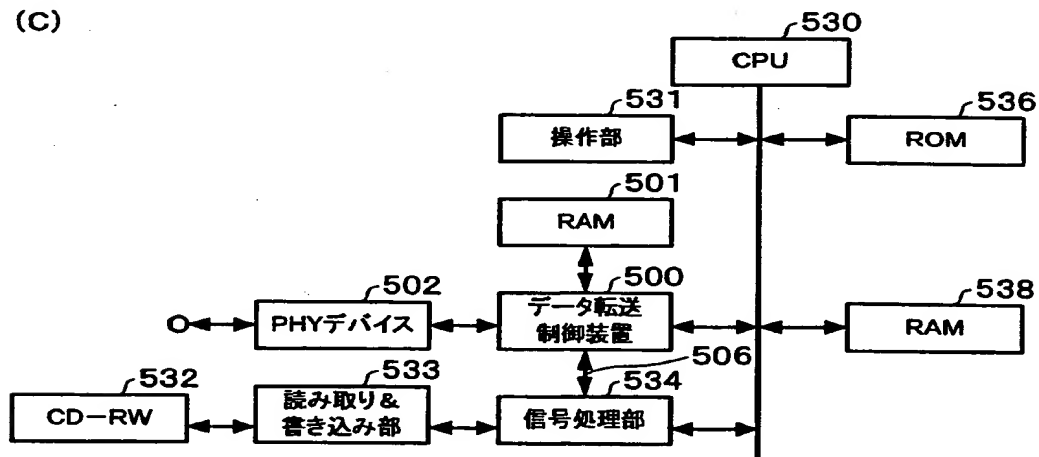 (C)
530
CPU
531
536
操作部
ROM
501
RAM
502
500
538
PHYデバイス
データ転送
制御装置
RAM
506
532
533
534
CD−RW
読み取り&
書き込み部
信号処理部